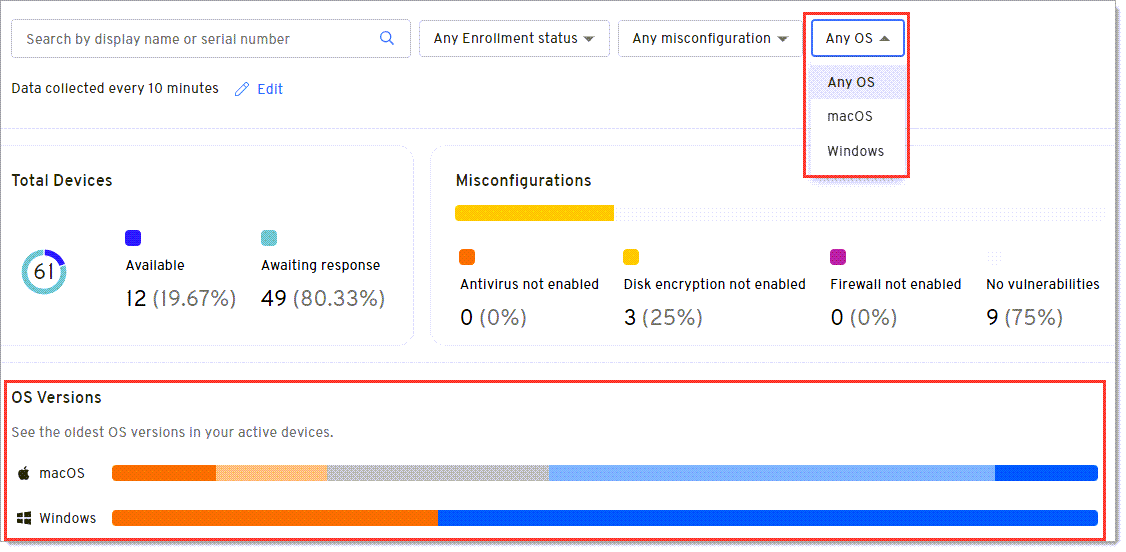 Search by display name or serial number
Any Enrollment status
Any misconfiguration
Any OS
Any OS
macOS
Windows
Data collected every 10 minutes Edit
Total Devices
61
Available
12 (19.67%)
Awaiting response
49 (80.33%)
Misconfigurations
Antivirus not enabled
0 (0%)
Disk encryption not enabled
3 (25%)
Firewall not enabled
0 (0%)
No vulnerabilities
9 (75%)
OS Versions
See the oldest OS versions in your active devices.
macOS
Windows